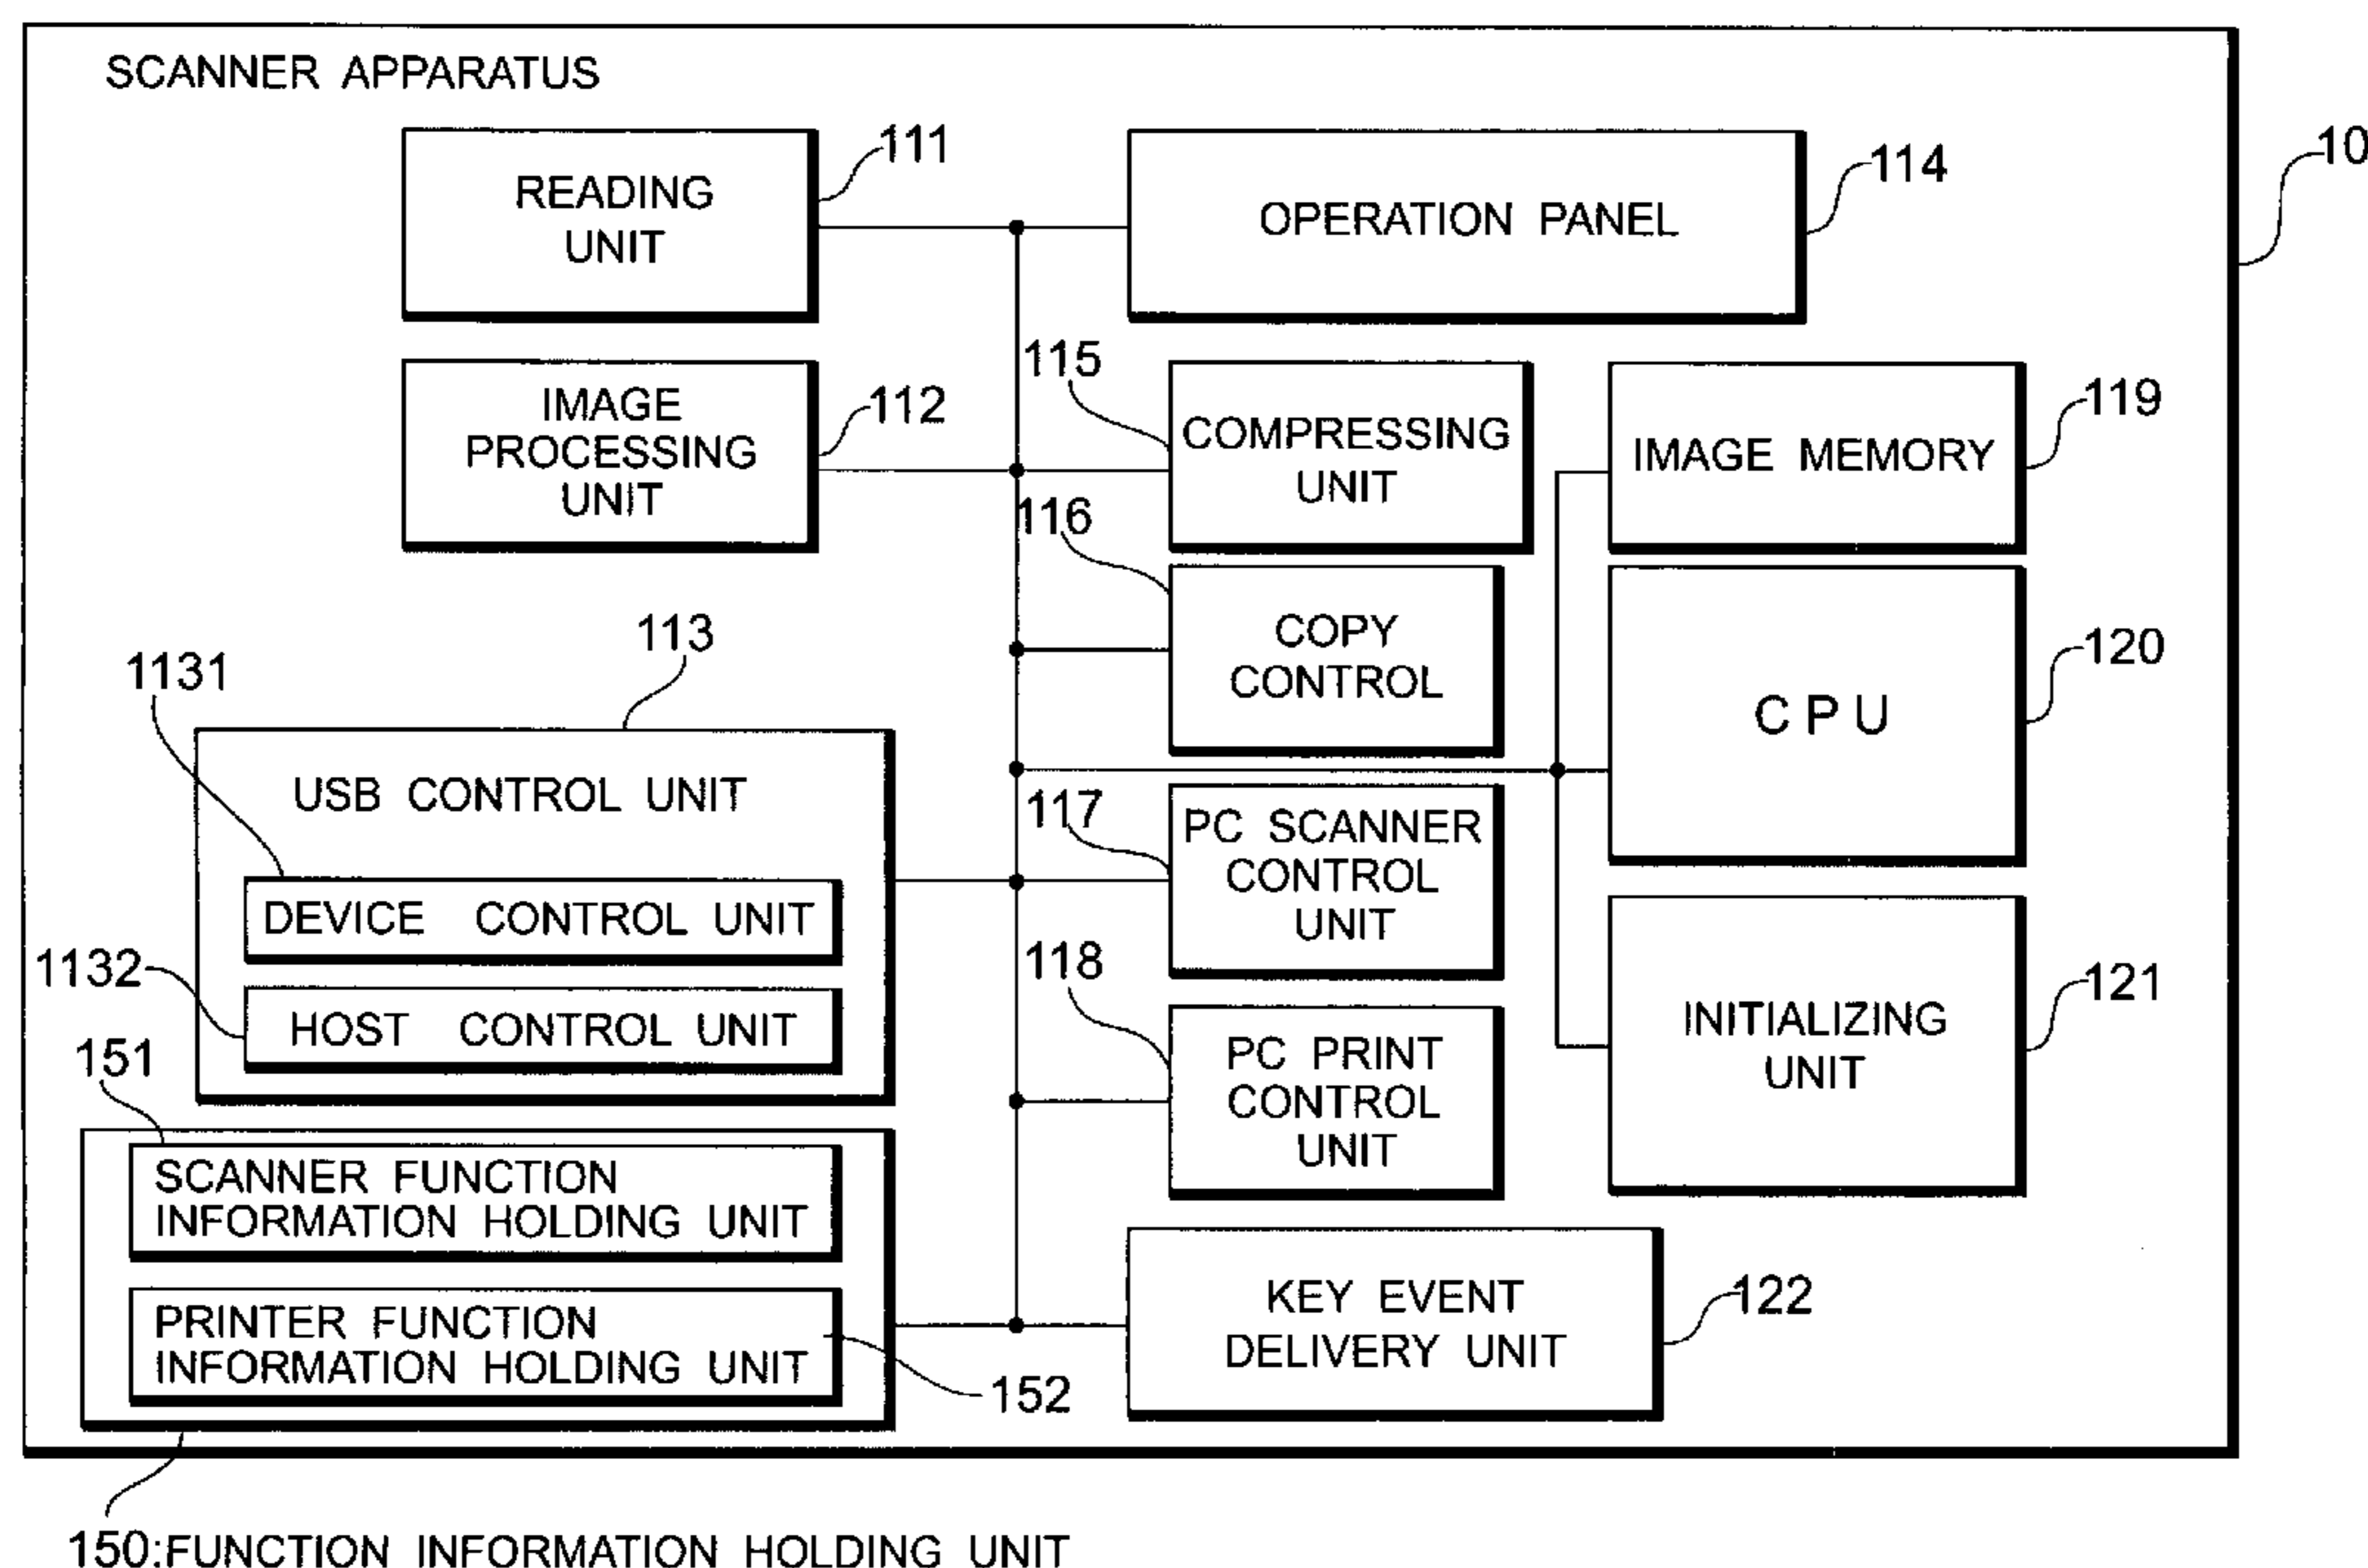 SCANNER APPARATUS
READING
UNIT
111
OPERATION PANEL
114
10
IMAGE
PROCESSING
UNIT
112
115
COMPRESSING
UNIT
IMAGE MEMORY
119
116
COPY
CONTROL
CPU
120
113
1131
USB CONTROL UNIT
DEVICE CONTROL UNIT
1132
HOST CONTROL UNIT
117
PC SCANNER
CONTROL
UNIT
118
PC PRINT
CONTROL
UNIT
INITIALIZING
UNIT
121
151
SCANNER FUNCTION
INFORMATION HOLDING UNIT
PRINTER FUNCTION
INFORMATION HOLDING UNIT
152
KEY EVENT
DELIVERY UNIT
122
150:FUNCTION INFORMATION HOLDING UNIT